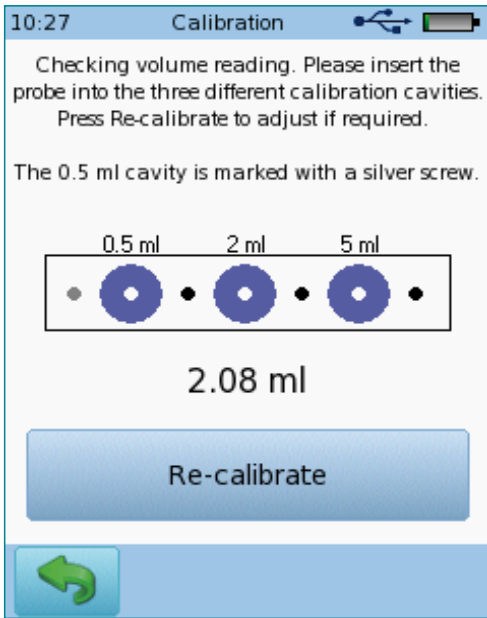 10:27 Calibration
Checking volume reading. Please insert the
probe into the three different calibration cavities.
Press Re-calibrate to adjust if required.
The 0.5 ml cavity is marked with a silver screw.
0.5 ml 2 ml 5 ml
2.08 ml
Re-calibrate